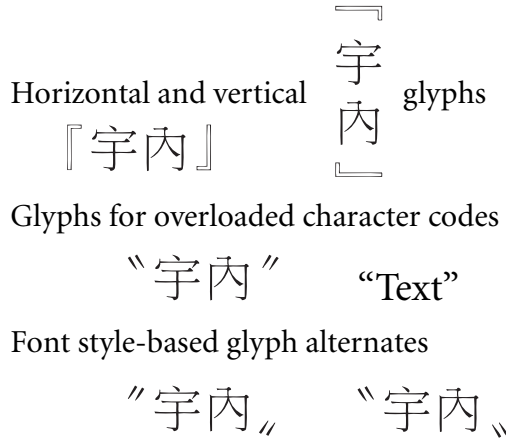 Horizontal and vertical 『宇內』 glyphs
『宇內』
Glyphs for overloaded character codes
〝宇內〞 “Text”
Font style-based glyph alternates
〞宇內〟 〝宇內〟